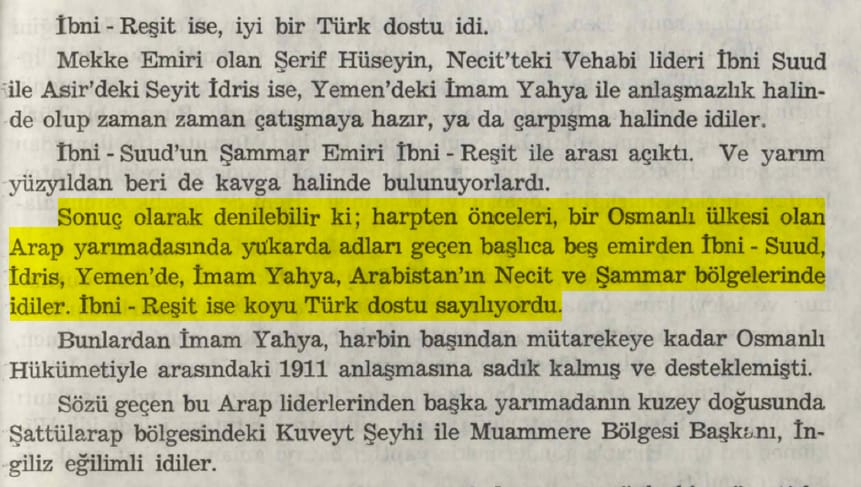 İbni - Reşit ise, iyi bir Türk dostu idi.
Mekke Emiri olan Şerif Hüseyin, Necit’teki Vehabi lideri İbni Suud
ile Asir’deki Seyit İdris ise, Yemen’deki İmam Yahya ile anlaşmazlık halin-
de olup zaman zaman çatışmaya hazır, ya da çarpışma halinde idiler.
İbni - Suud’un Şammar Emiri İbni - Reşit ile arası açıktı. Ve yarım
yüzyıldan beri de kavga halinde bulunuyorlardı.
Sonuç olarak denilebilir ki; harpten önceleri, bir Osmanlı ülkesi olan
Arap yarımadasında yukarda adları geçen başlıca beş emirden İbni - Suud,
İdris, Yemen’de, İmam Yahya, Arabistan’ın Necit ve Şammar bölgelerinde
idiler. İbni - Reşit ise koyu Türk dostu sayılıyordu.
Bunlardan İmam Yahya, harbin başından mütarekeye kadar Osmanlı
Hükümetiyle arasındaki 1911 anlaşmasına sadık kalmış ve desteklemişti.
Sözü geçen bu Arap liderlerinden başka yarımadanın kuzey doğusunda
Şattülarap bölgesindeki Kuveyt Şeyhi ile Muammere Bölgesi Başkanı, İn-
giliz eğilimli idiler.